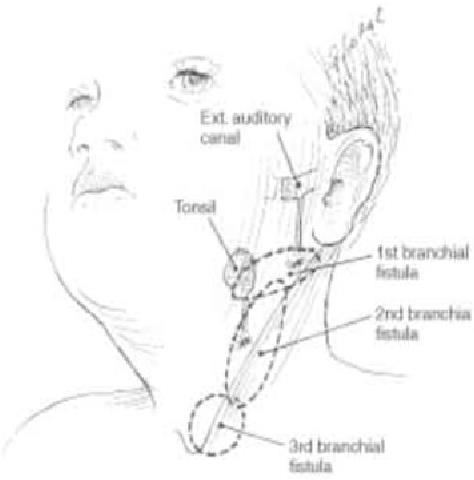 Ext. auditory
canal
Tonsil
1st branchial
fistula
2nd branchia
fistula
3rd branchial
fistula